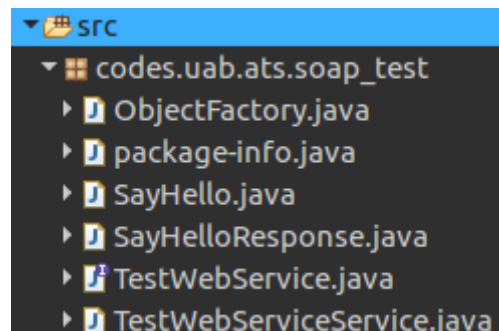 src
codes.uab.ats.soap_test
ObjectFactory.java
package-info.java
SayHello.java
SayHelloResponse.java
TestWebService.java
TestWebServiceService.java